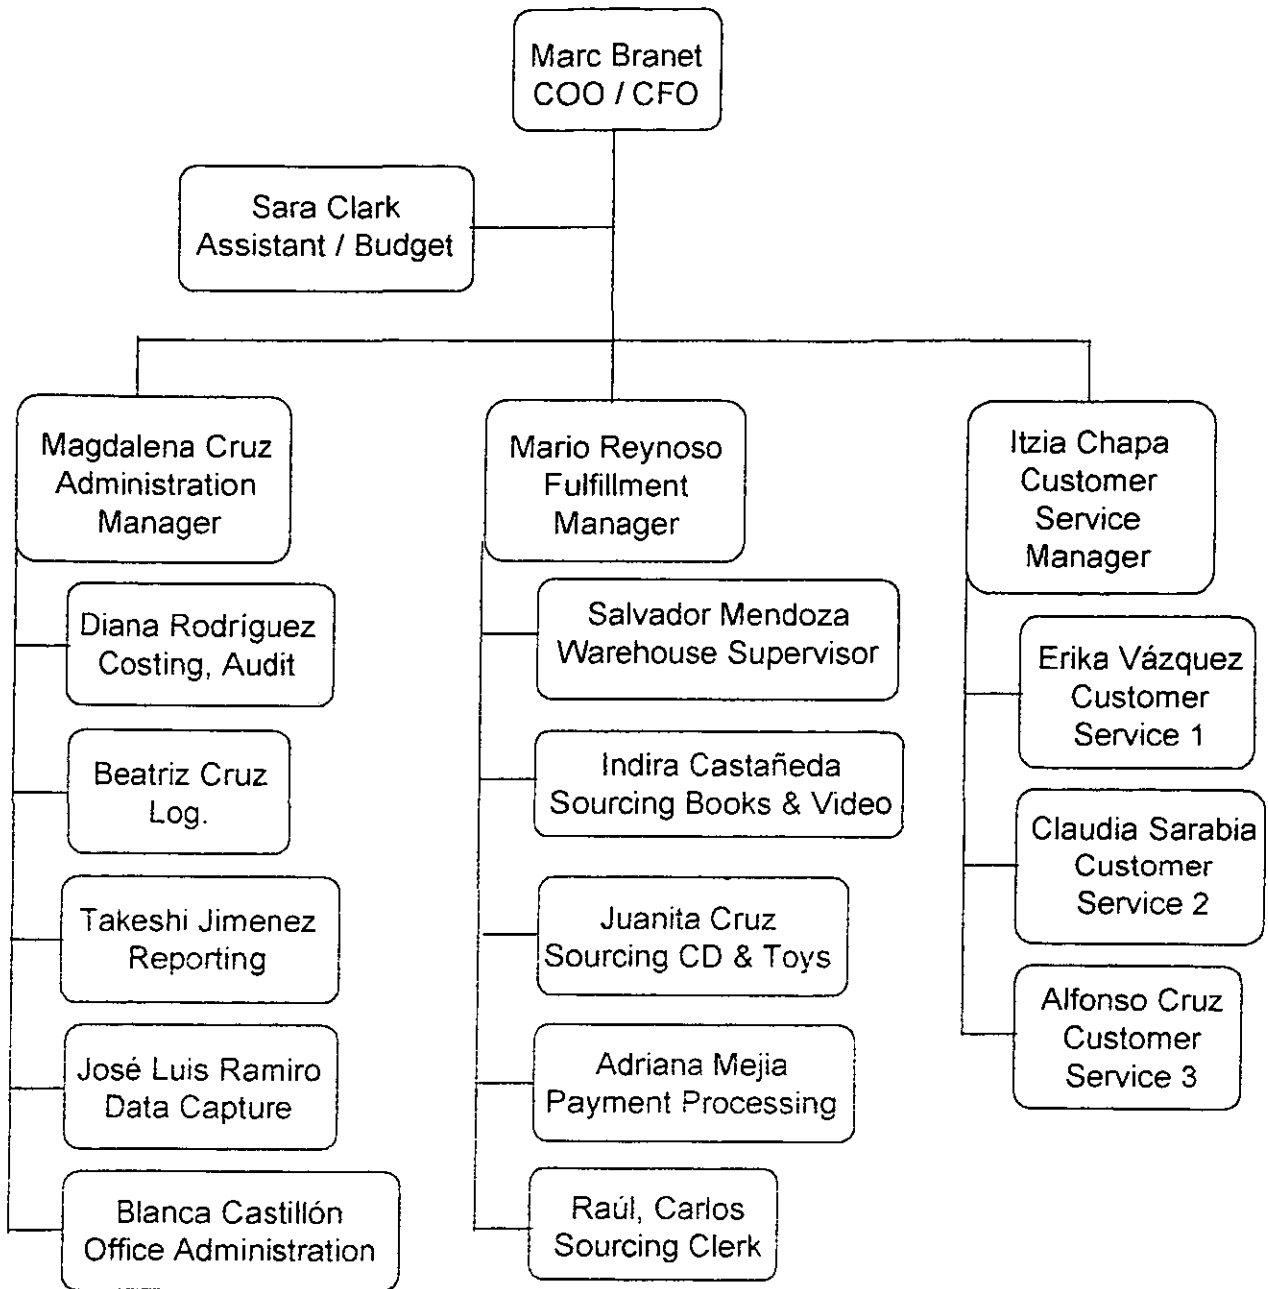 Marc Branet
COO / CFO
Sara Clark
Assistant / Budget
Magdalena Cruz
Administration
Manager
Diana Rodríguez
Costing, Audit
Beatriz Cruz
Log.
Takeshi Jimenez
Reporting
José Luis Ramiro
Data Capture
Blanca Castillón
Office Administration
Mario Reynoso
Fulfillment
Manager
Salvador Mendoza
Warehouse Supervisor
Indira Castañeda
Sourcing Books & Video
Juanita Cruz
Sourcing CD & Toys
Adriana Mejia
Payment Processing
Raúl, Carlos
Sourcing Clerk
Itzia Chapa
Customer
Service
Manager
Erika Vázquez
Customer
Service 1
Claudia Sarabia
Customer
Service 2
Alfonso Cruz
Customer
Service 3